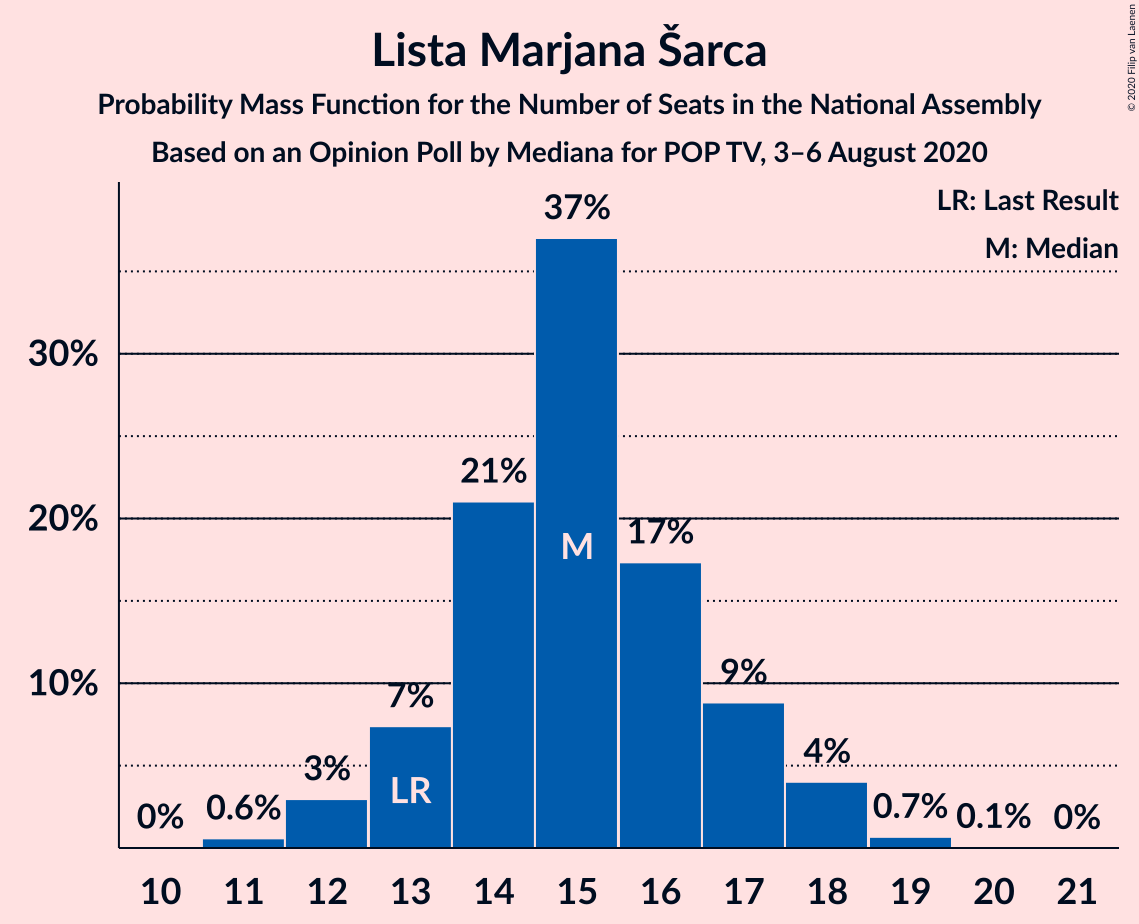 Lista Marjana Šarca
Probability Mass Function for the Number of Seats in the National Assembly
Based on an Opinion Poll by Mediana for POP TV, 3–6 August 2020
© 2020 Filip van Laenen
LR: Last Result
M: Median
30%
20%
10%
0%
0.6%
3%
7%
21%
37%
17%
9%
4%
0.7%
0.1%
0%
LR
M
10 11 12 13 14 15 16 17 18 19 20 21